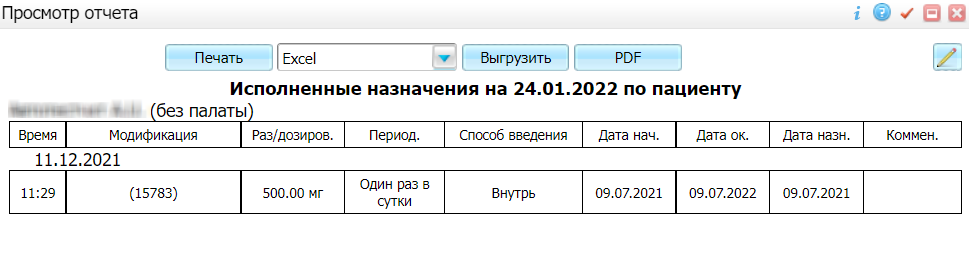 Просмотр отчета
Печать Excel Выгрузить PDF
Исполненные назначения на 24.01.2022 по пациенту
(без палаты)
Время Модификация Раз/дозиров. Период. Способ введения Дата нач. Дата ок. Дата назн. Коммен.
11.12.2021
11:29 (15783) 500.00 мг Один раз в сутки Внутрь 09.07.2021 09.07.2022 09.07.2021